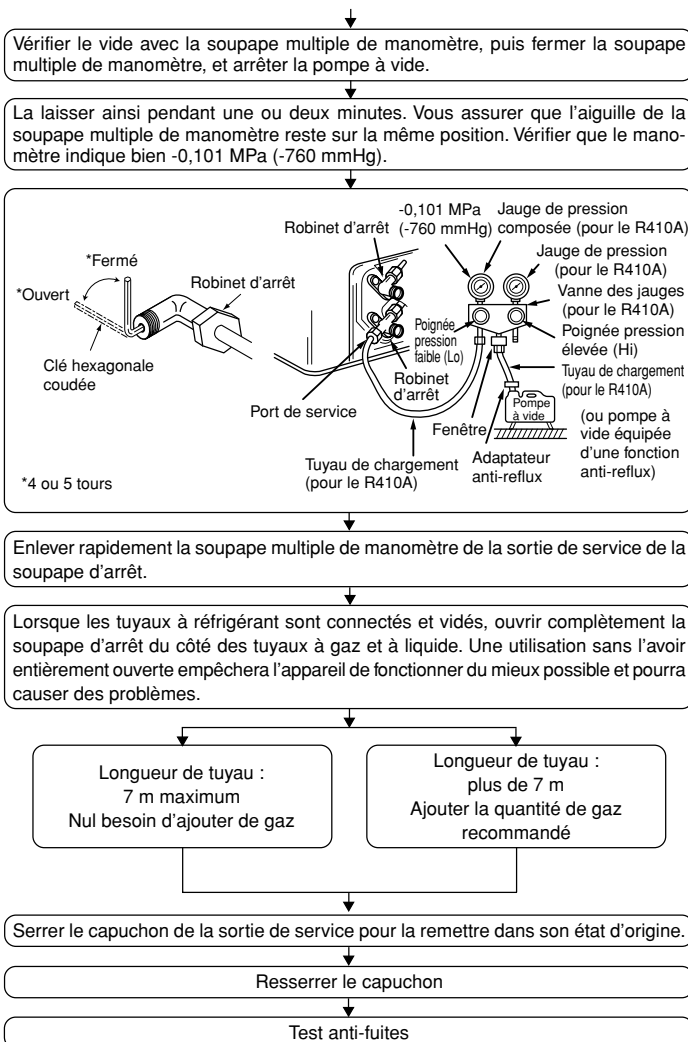 Vérifier le vide avec la soupape multiple de manomètre, puis fermer la soupape
multiple de manomètre, et arrêter la pompe à vide.
La laisser ainsi pendant une ou deux minutes. Vous assurer que l'aiguille de la
soupape multiple de manomètre reste sur la même position. Vérifier que le mano-
mètre indique bien -0,101 MPa (-760 mmHg).
*Fermé
*Ouvert
Robinet d'arrêt
Clé hexagonale
coudée
*4 ou 5 tours
Robinet d'arrêt
-0,101 MPa
(-760 mmHg)
Jauge de pression
composée (pour le R410A)
Jauge de pression
(pour le R410A)
Vanne des jauges
(pour le R410A)
Poignée
pression
faible (Lo)
Poignée pression
élevée (Hi)
Robinet
d'arrêt
Tuyau de chargement
(pour le R410A)
Port de service
Pompe
à vide
Fenêtre
(ou pompe à
vide équipée
d'une fonction
anti-reflux)
Adaptateur
anti-reflux
Tuyau de chargement
(pour le R410A)
Enlever rapidement la soupape multiple de manomètre de la sortie de service de la
soupape d'arrêt.
Lorsque les tuyaux à réfrigérant sont connectés et vidés, ouvrir complètement la
soupape d'arrêt du côté des tuyaux à gaz et à liquide. Une utilisation sans l'avoir
entièrement ouverte empêchera l'appareil de fonctionner du mieux possible et pourra
causer des problèmes.
Longueur de tuyau :
7 m maximum
Nul besoin d'ajouter de gaz
Longueur de tuyau :
plus de 7 m
Ajouter la quantité de gaz
recommandé
Serrer le capuchon de la sortie de service pour la remettre dans son état d'origine.
Resserrer le capuchon
Test anti-fuites